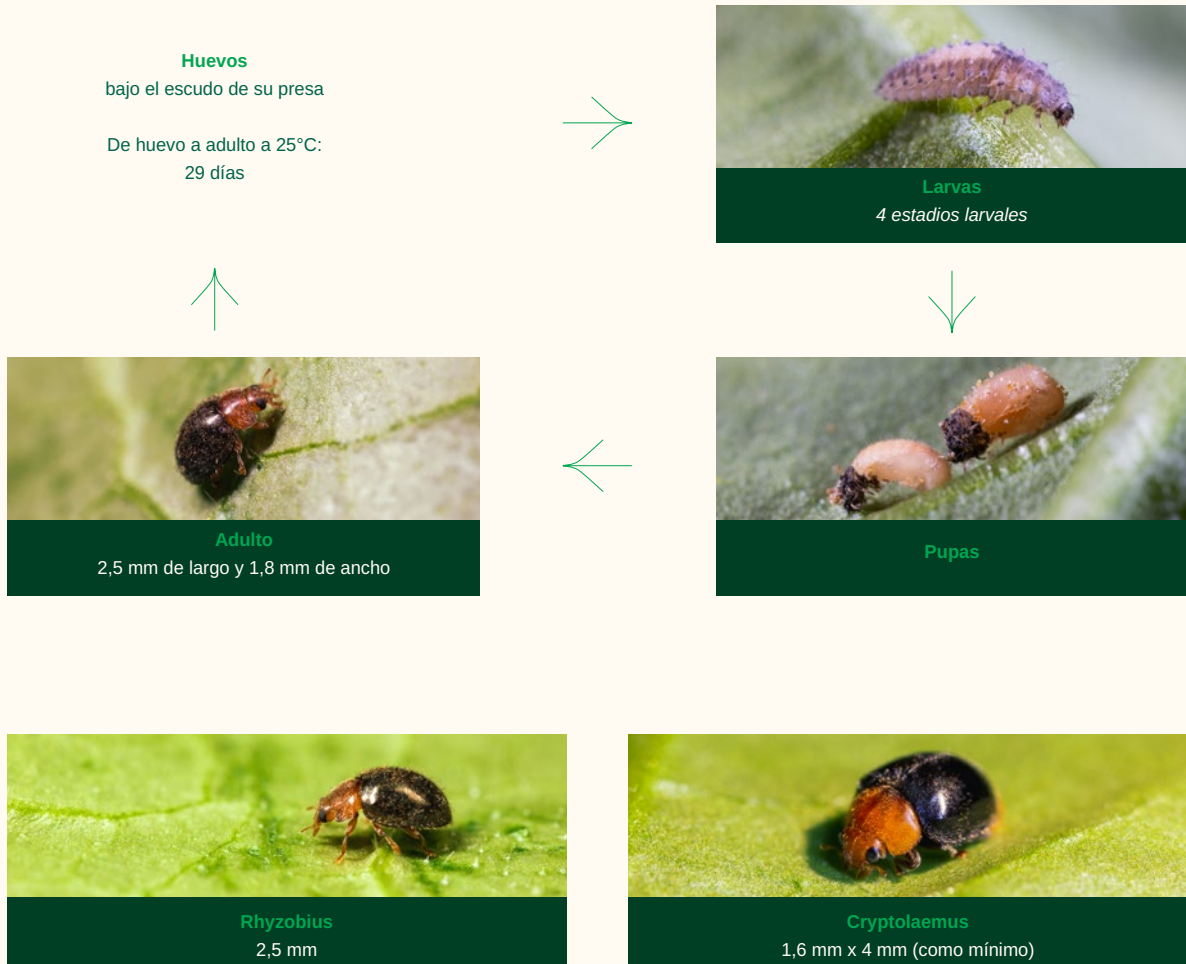 Huevos
bajo el escudo de su presa
De huevo a adulto a 25°C:
29 días
Larvas
4 estadios larvales
Adulto
2,5 mm de largo y 1,8 mm de ancho
Pupas
Rhyzobius
2,5 mm
Cryptolaemus
1,6 mm x 4 mm (como mínimo)